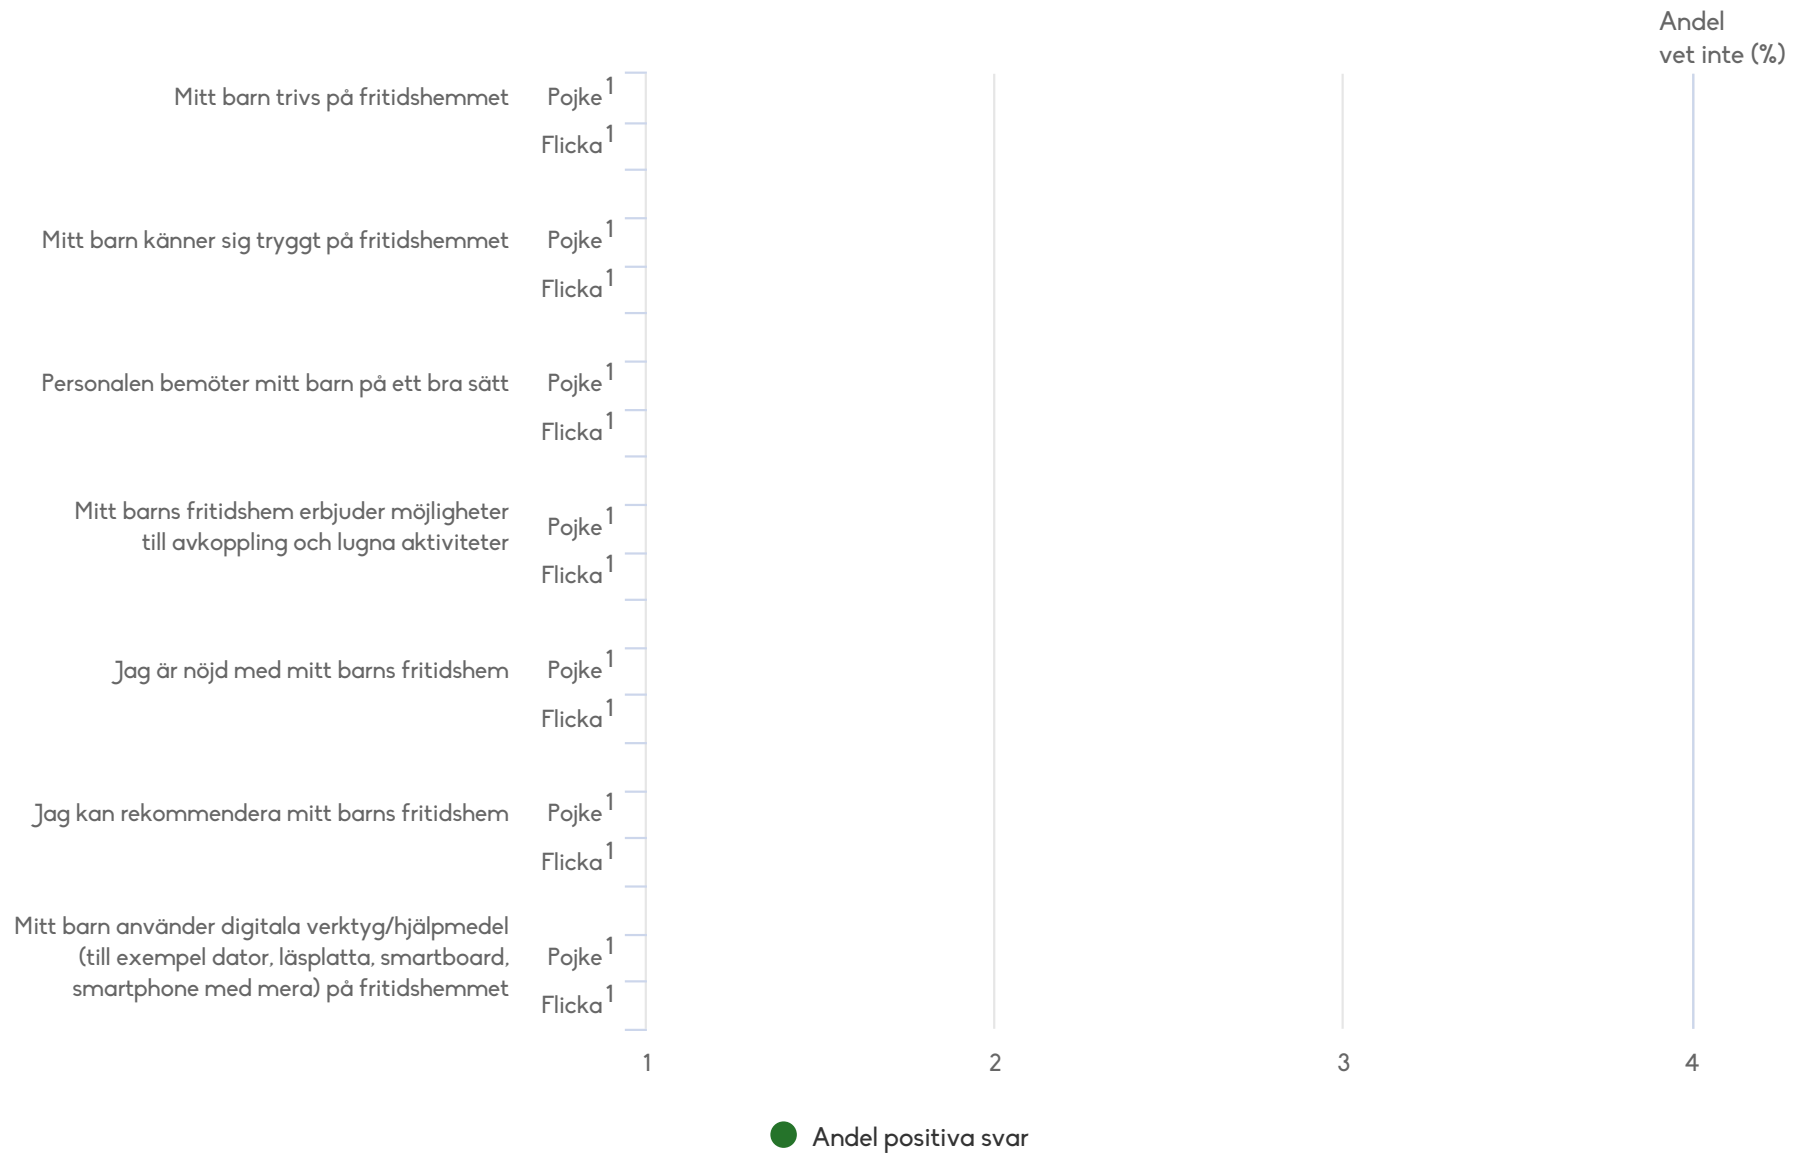 Andel
vet inte (%)
Mitt barn trivs på fritidshemmet Pojke¹
Flicka¹
Mitt barn känner sig tryggt på fritidshemmet Pojke¹
Flicka¹
Personalen bemöter mitt barn på ett bra sätt Pojke¹
Flicka¹
Mitt barns fritidshem erbjuder möjligheter
till avkoppling och lugna aktiviteter
Pojke¹
Flicka¹
Jag är nöjd med mitt barns fritidshem Pojke¹
Flicka¹
Jag kan rekommendera mitt barns fritidshem Pojke¹
Flicka¹
Mitt barn använder digitala verktyg/hjälpmedel
(till exempel dator, läsplatta, smartboard, Pojke¹
smartphone med mera) på fritidshemmet
Flicka¹
1 2 3 4
Andel positiva svar